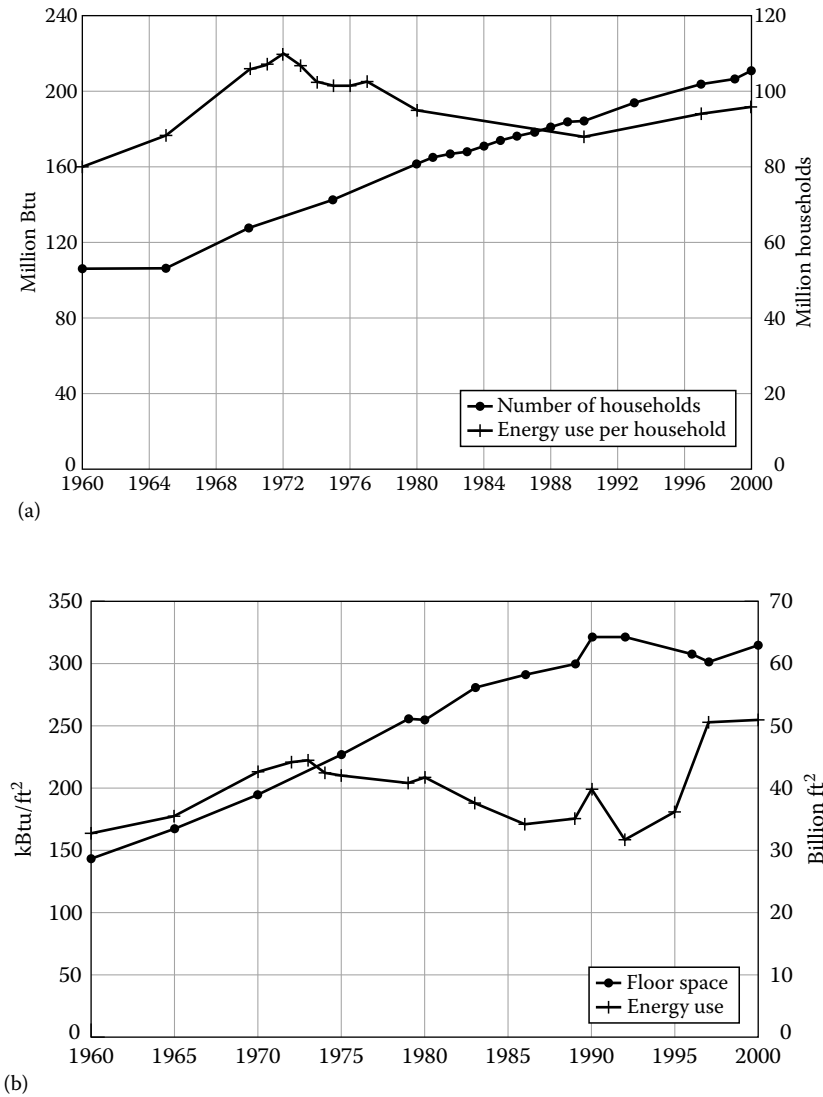 240 120
200 100
160 80
120 60
80 40
40 20
0 0
Million Btu
Million households
Number of households
Energy use per household
1960 1964 1968 1972 1976 1980 1984 1988 1992 1996 2000
(a)
350 70
300 60
250 50
200 40
150 30
100 20
50 10
0 0
kBtu/ft²
Billion ft²
Floor space
Energy use
1960 1965 1970 1975 1980 1985 1990 1995 2000
(b)